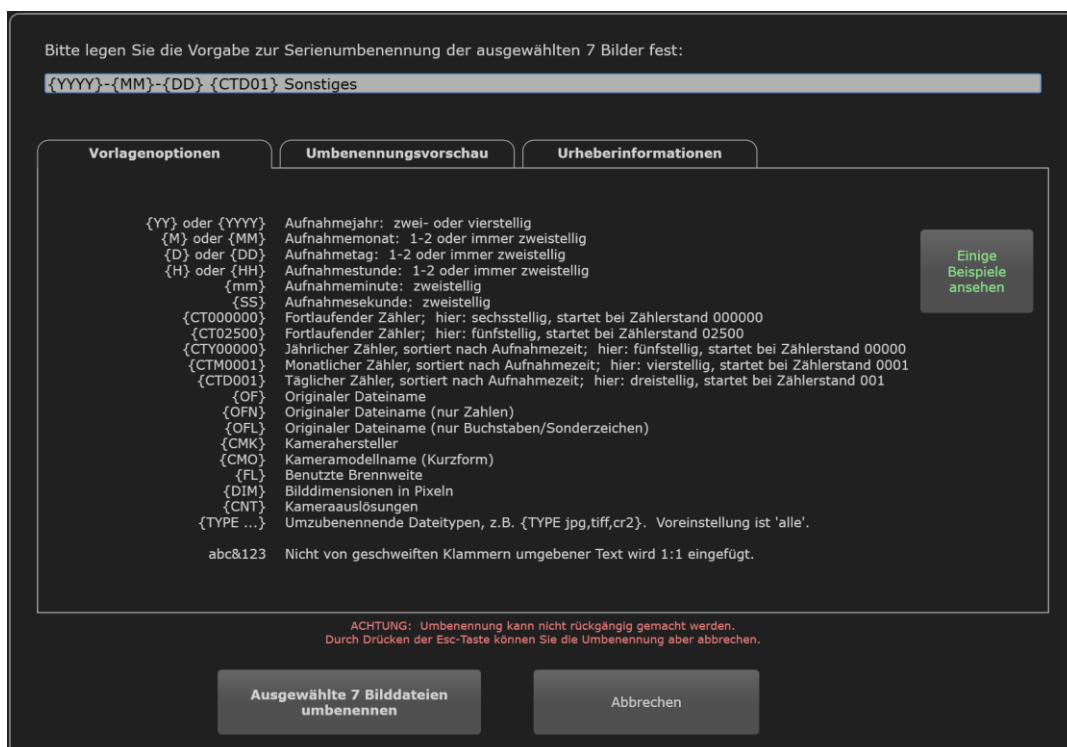 Bitte legen Sie die Vorgabe zur Serienumbenennung der ausgewählten 7 Bilder fest:
{YYYY}-{MM}-{DD} {CTD01} Sonstiges
Vorlagenoptionen Umbenennungsvorschau Urheberinformationen
{YY} oder {YYYY} Aufnahmejahr: zwei- oder vierstellig
{M} oder {MM} Aufnahmemonat: 1-2 oder immer zweistellig
{D} oder {DD} Aufnahmetag: 1-2 oder immer zweistellig
{H} oder {HH} Aufnahmestunde: 1-2 oder immer zweistellig
{mm} Aufnahmeminute: zweistellig
{SS} Aufnahmesekunde: zweistellig
{CT000000} Fortlaufender Zähler; hier: sechsstellig, startet bei Zählerstand 000000
{CT02500} Fortlaufender Zähler; hier: fünfstellig, startet bei Zählerstand 02500
{CTY00000} Jährlicher Zähler, sortiert nach Aufnahmezeit; hier: fünfstellig, startet bei Zählerstand 00000
{CTM0001} Monatlicher Zähler, sortiert nach Aufnahmezeit; hier: vierstellig, startet bei Zählerstand 0001
{CTD001} Täglicher Zähler, sortiert nach Aufnahmezeit; hier: dreistellig, startet bei Zählerstand 001
{OF} Originaler Dateiname
{OFN} Originaler Dateiname (nur Zahlen)
{OFL} Originaler Dateiname (nur Buchstaben/Sonderzeichen)
{CMK} Kamerahersteller
{CMO} Kameramodellname (Kurzform)
{FL} Benutzte Brennweite
{DIM} Bilddimensionen in Pixeln
{CNT} Kameraauslösungen
{TYPE ...} Umzubenennende Dateitypen, z.B. {TYPE jpg,tiff,cr2}. Voreinstellung ist 'alle'.
abc&123 Nicht von geschweiften Klammern umgebener Text wird 1:1 eingefügt.
Einige
Beispiele
ansehen
ACHTUNG: Umbenennung kann nicht rückgängig gemacht werden.
Durch Drücken der Esc-Taste können Sie die Umbenennung aber abbrechen.
Ausgewählte 7 Bilddateien
umbenennen
Abbrechen